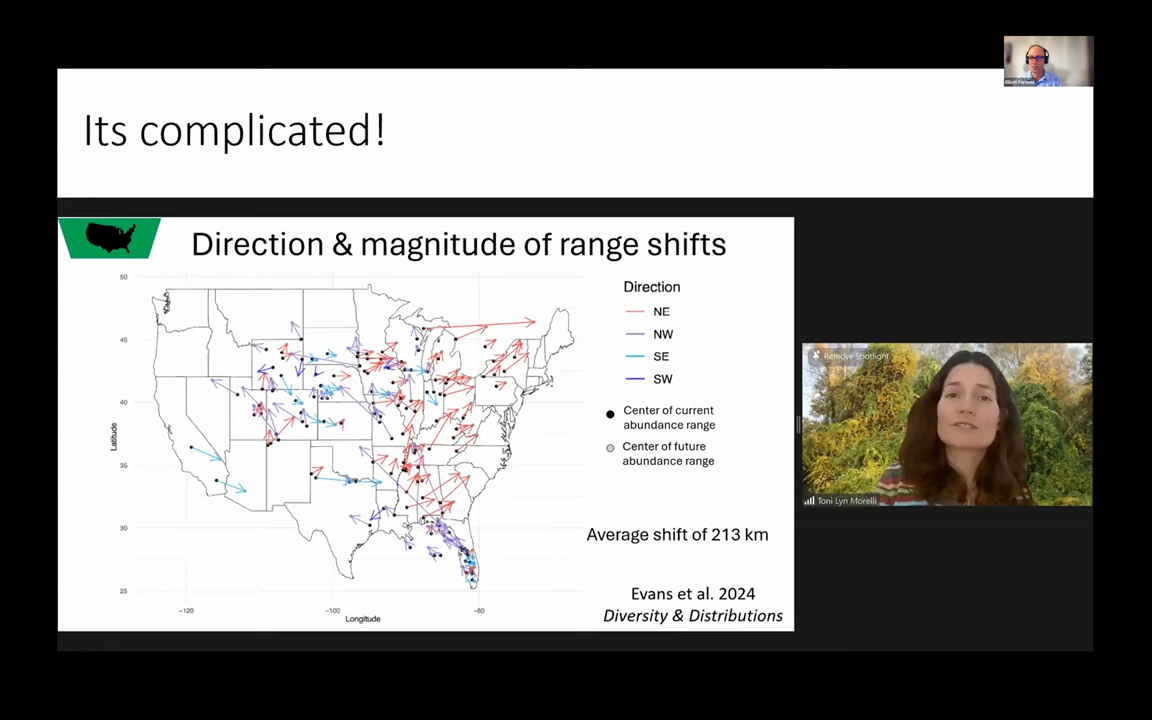 Elliott Parsons
Its complicated!
Direction & magnitude of range shifts
50
45
40
35
30
25
Latitude
−120
−100
−80
Longitude
Direction
NE
NW
SE
SW
Center of current
abundance range
Center of future
abundance range
Average shift of 213 km
Evans et al. 2024
Diversity & Distributions
Remove Spotlight
Toni Lyn Morelli